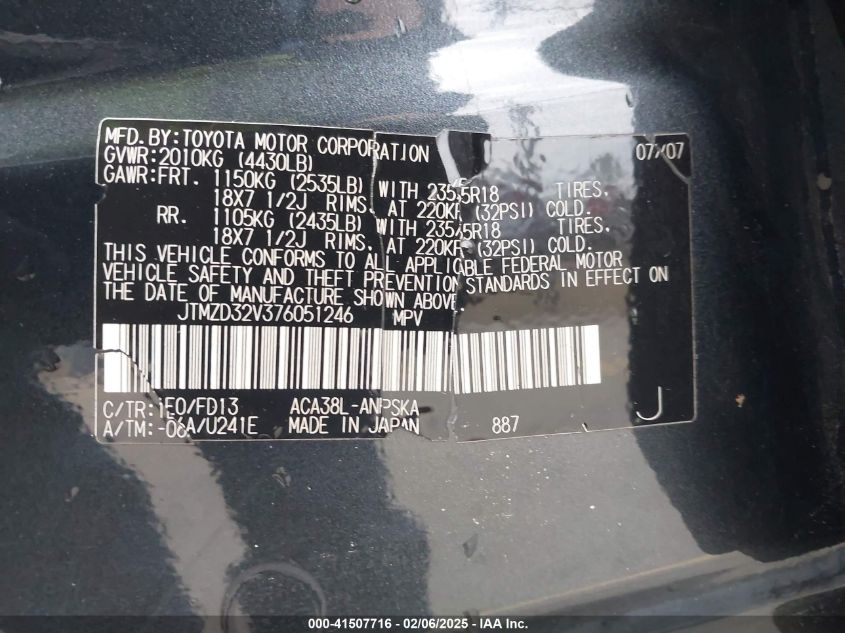 MFD. BY: TOYOTA MOTOR CORPORATION 07/07
GVWR: 2010KG (4430LB)
GAWR: FRT. 1150KG (2535LB) WITH 235 5R18 TIRES,
18X7 1/2J RIMS, AT 220KP (32PSI) COLD.
RR. 1105KG (2435LB) WITH 235 5R18 TIRES,
18X7 1/2J RIMS, AT 220KP (32PSI) COLD.
THIS VEHICLE CONFORMS TO ALL APPLICABLE FEDERAL MOTOR
VEHICLE SAFETY AND THEFT PREVENTION STANDARDS IN EFFECT ON
THE DATE OF MANUFACTURE SHOWN ABOVE.
JTMZD32V376051246 MPV
C/TR: 1E0/FD13 ACA38L-ANPSKA J
A/TM: -06A/U241E MADE IN JAPAN 887
000-41507716 - 02/06/2025 - IAA Inc.